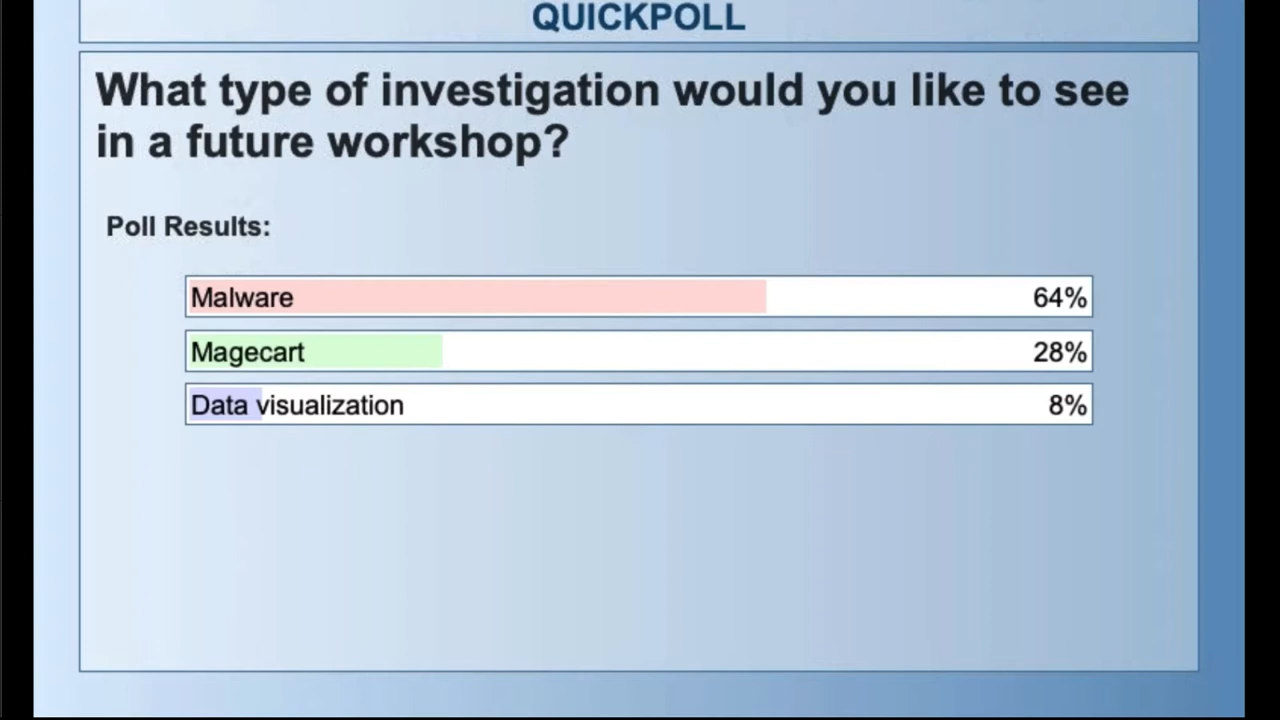 QUICKPOLL
What type of investigation would you like to see
in a future workshop?
Poll Results:
Malware 64%
Magecart 28%
Data visualization 8%